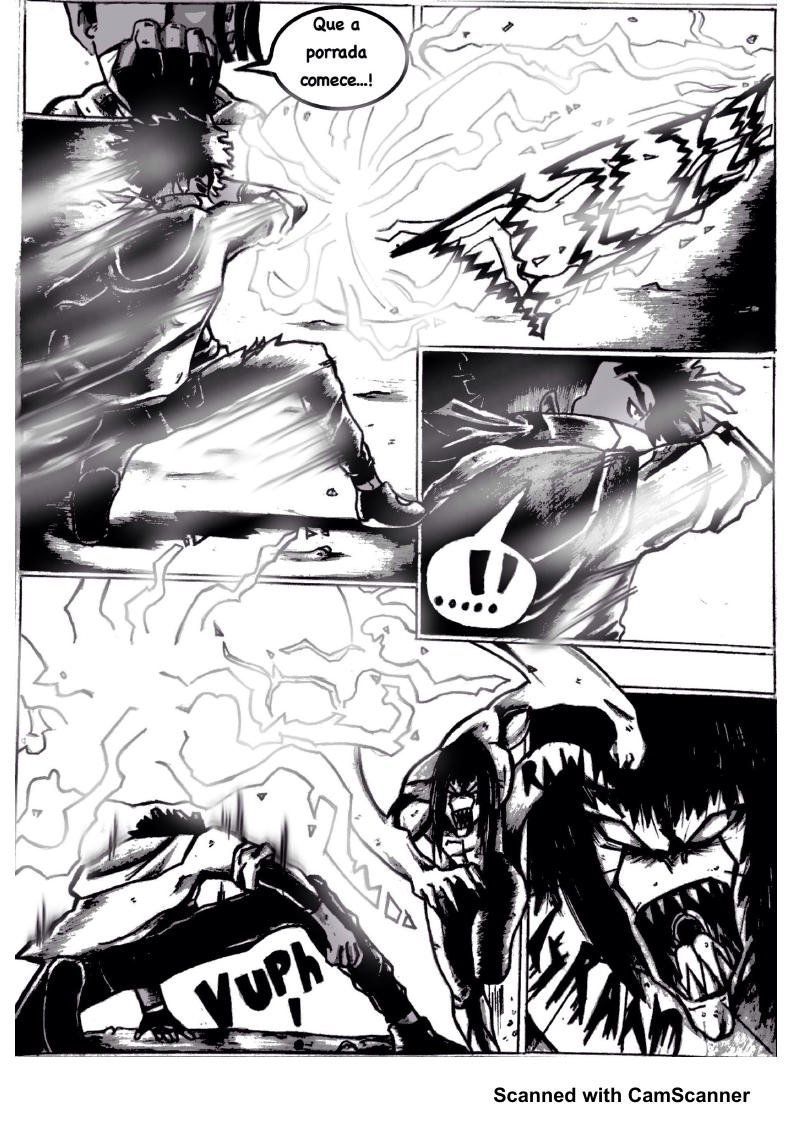 Que a
porrada
comece...!
!!
......
VUPh
!
Scanned with CamScanner